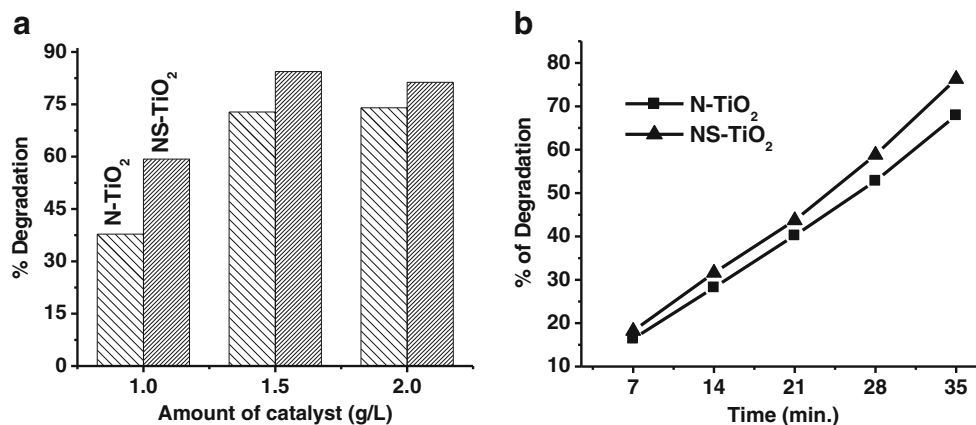 a
90
75
60
45
30
15
0
% Degradation
N-TiO₂
NS-TiO₂
1.0 1.5 2.0
Amount of catalyst (g/L)
b
80
70
60
50
40
30
20
10
% of Degradation
N-TiO₂
NS-TiO₂
7 14 21 28 35
Time (min.)